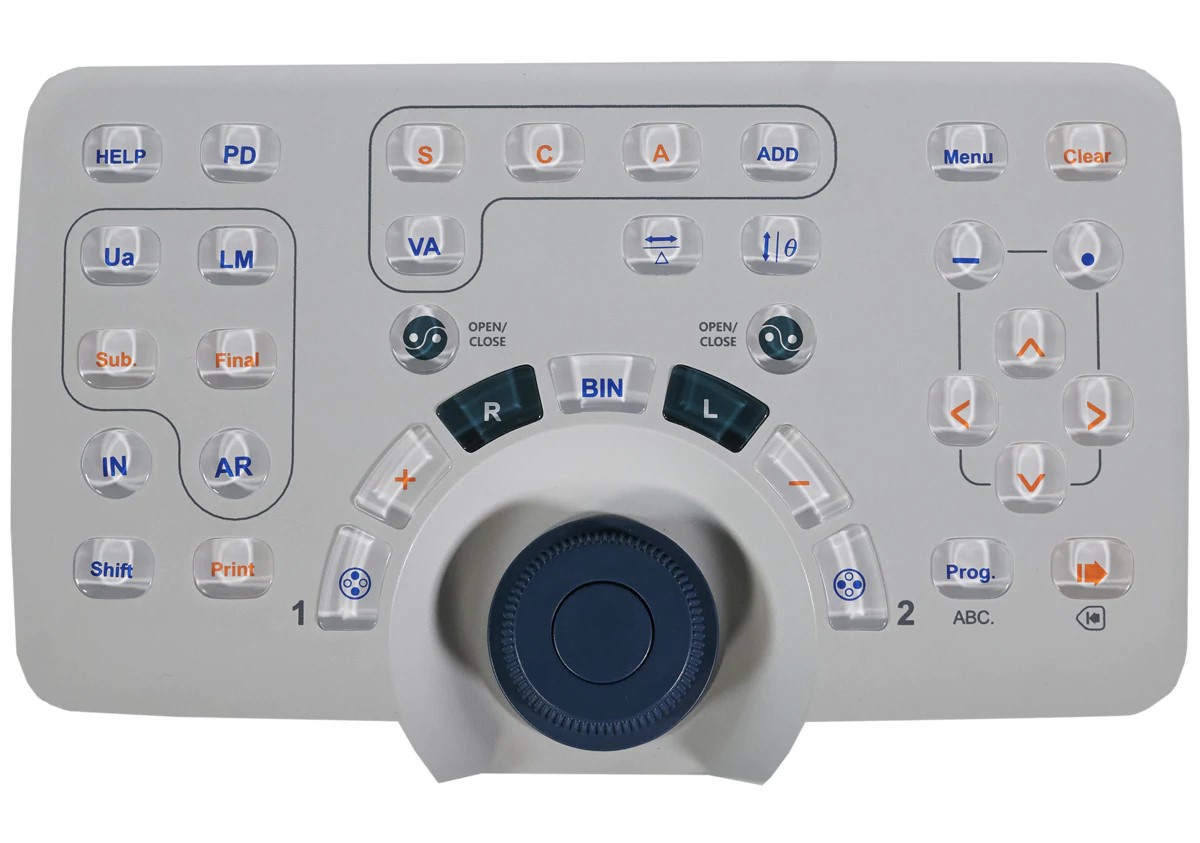 HELP
PD
S
C
A
ADD
Menu
Clear
Ua
LM
VA
θ
Sub.
Final
OPEN/
CLOSE
OPEN/
CLOSE
R
BIN
L
IN
AR
+
−
Shift
Print
1
2
Prog.
ABC.